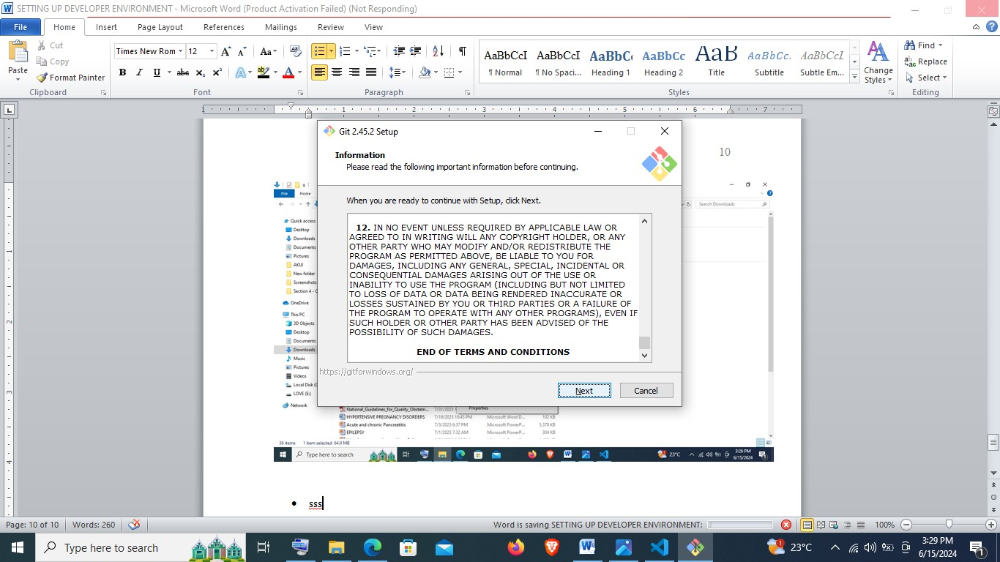 SETTING UP DEVELOPER ENVIRONMENT - Microsoft Word (Product Activation Failed) (Not Responding)
File Home Insert Page Layout References Mailings Review View
Paste
Cut
Copy
Format Painter
Clipboard
Times New Rom 12
Aa
B I U abc x₂ x²
Font
Paragraph
AaBbCcI AaBbCcI AaBbCc AaBbCc AaB AaBbCc. AaBbCcI
¶ Normal ¶ No Spaci... Heading 1 Heading 2 Title Subtitle Subtle Em...
Change
Styles
Styles
Find
Replace
Select
Editing
1 1 2 3 4 5 6 7
10
Git 2.45.2 Setup
Information
Please read the following important information before continuing.
When you are ready to continue with Setup, click Next.
12. IN NO EVENT UNLESS REQUIRED BY APPLICABLE LAW OR
AGREED TO IN WRITING WILL ANY COPYRIGHT HOLDER, OR ANY
OTHER PARTY WHO MAY MODIFY AND/OR REDISTRIBUTE THE
PROGRAM AS PERMITTED ABOVE, BE LIABLE TO YOU FOR
DAMAGES, INCLUDING ANY GENERAL, SPECIAL, INCIDENTAL OR
CONSEQUENTIAL DAMAGES ARISING OUT OF THE USE OR
INABILITY TO USE THE PROGRAM (INCLUDING BUT NOT LIMITED
TO LOSS OF DATA OR DATA BEING RENDERED INACCURATE OR
LOSSES SUSTAINED BY YOU OR THIRD PARTIES OR A FAILURE OF
THE PROGRAM TO OPERATE WITH ANY OTHER PROGRAMS), EVEN IF
SUCH HOLDER OR OTHER PARTY HAS BEEN ADVISED OF THE
POSSIBILITY OF SUCH DAMAGES.
END OF TERMS AND CONDITIONS
https://gitforwindows.org/
Next Cancel
File Home
Search Downloads
Quick access
Desktop
Downloads
Documents
Pictures
AKUI
New folder
Screenshots
Section 4 - C
OneDrive
This PC
3D Objects
Desktop
Documents
Downloads
Music
Pictures
Videos
Local Disk (C
LOVE (E:)
Network
Properties
National_Guidelines_for_Quality_Obstetri... 7/31/2023
HYPERTENSIVE PREGNANCY DISORDERS 7/19/2023 10:45 PM Microsoft Word D... 102 KB
Acute and chronic Pancreatitis 7/3/2023 6:37 PM Microsoft PowerP... 5,378 KB
EPILEPSY 7/1/2023 7:32 AM Microsoft PowerP... 304 KB
36 items 1 item selected 64.9 MB
Type here to search 23°C 3:26 PM
6/15/2024
• sss
Page: 10 of 10 Words: 260 Word is saving SETTING UP DEVELOPER ENVIRONMENT: 100%
Type here to search 23°C 3:29 PM
6/15/2024